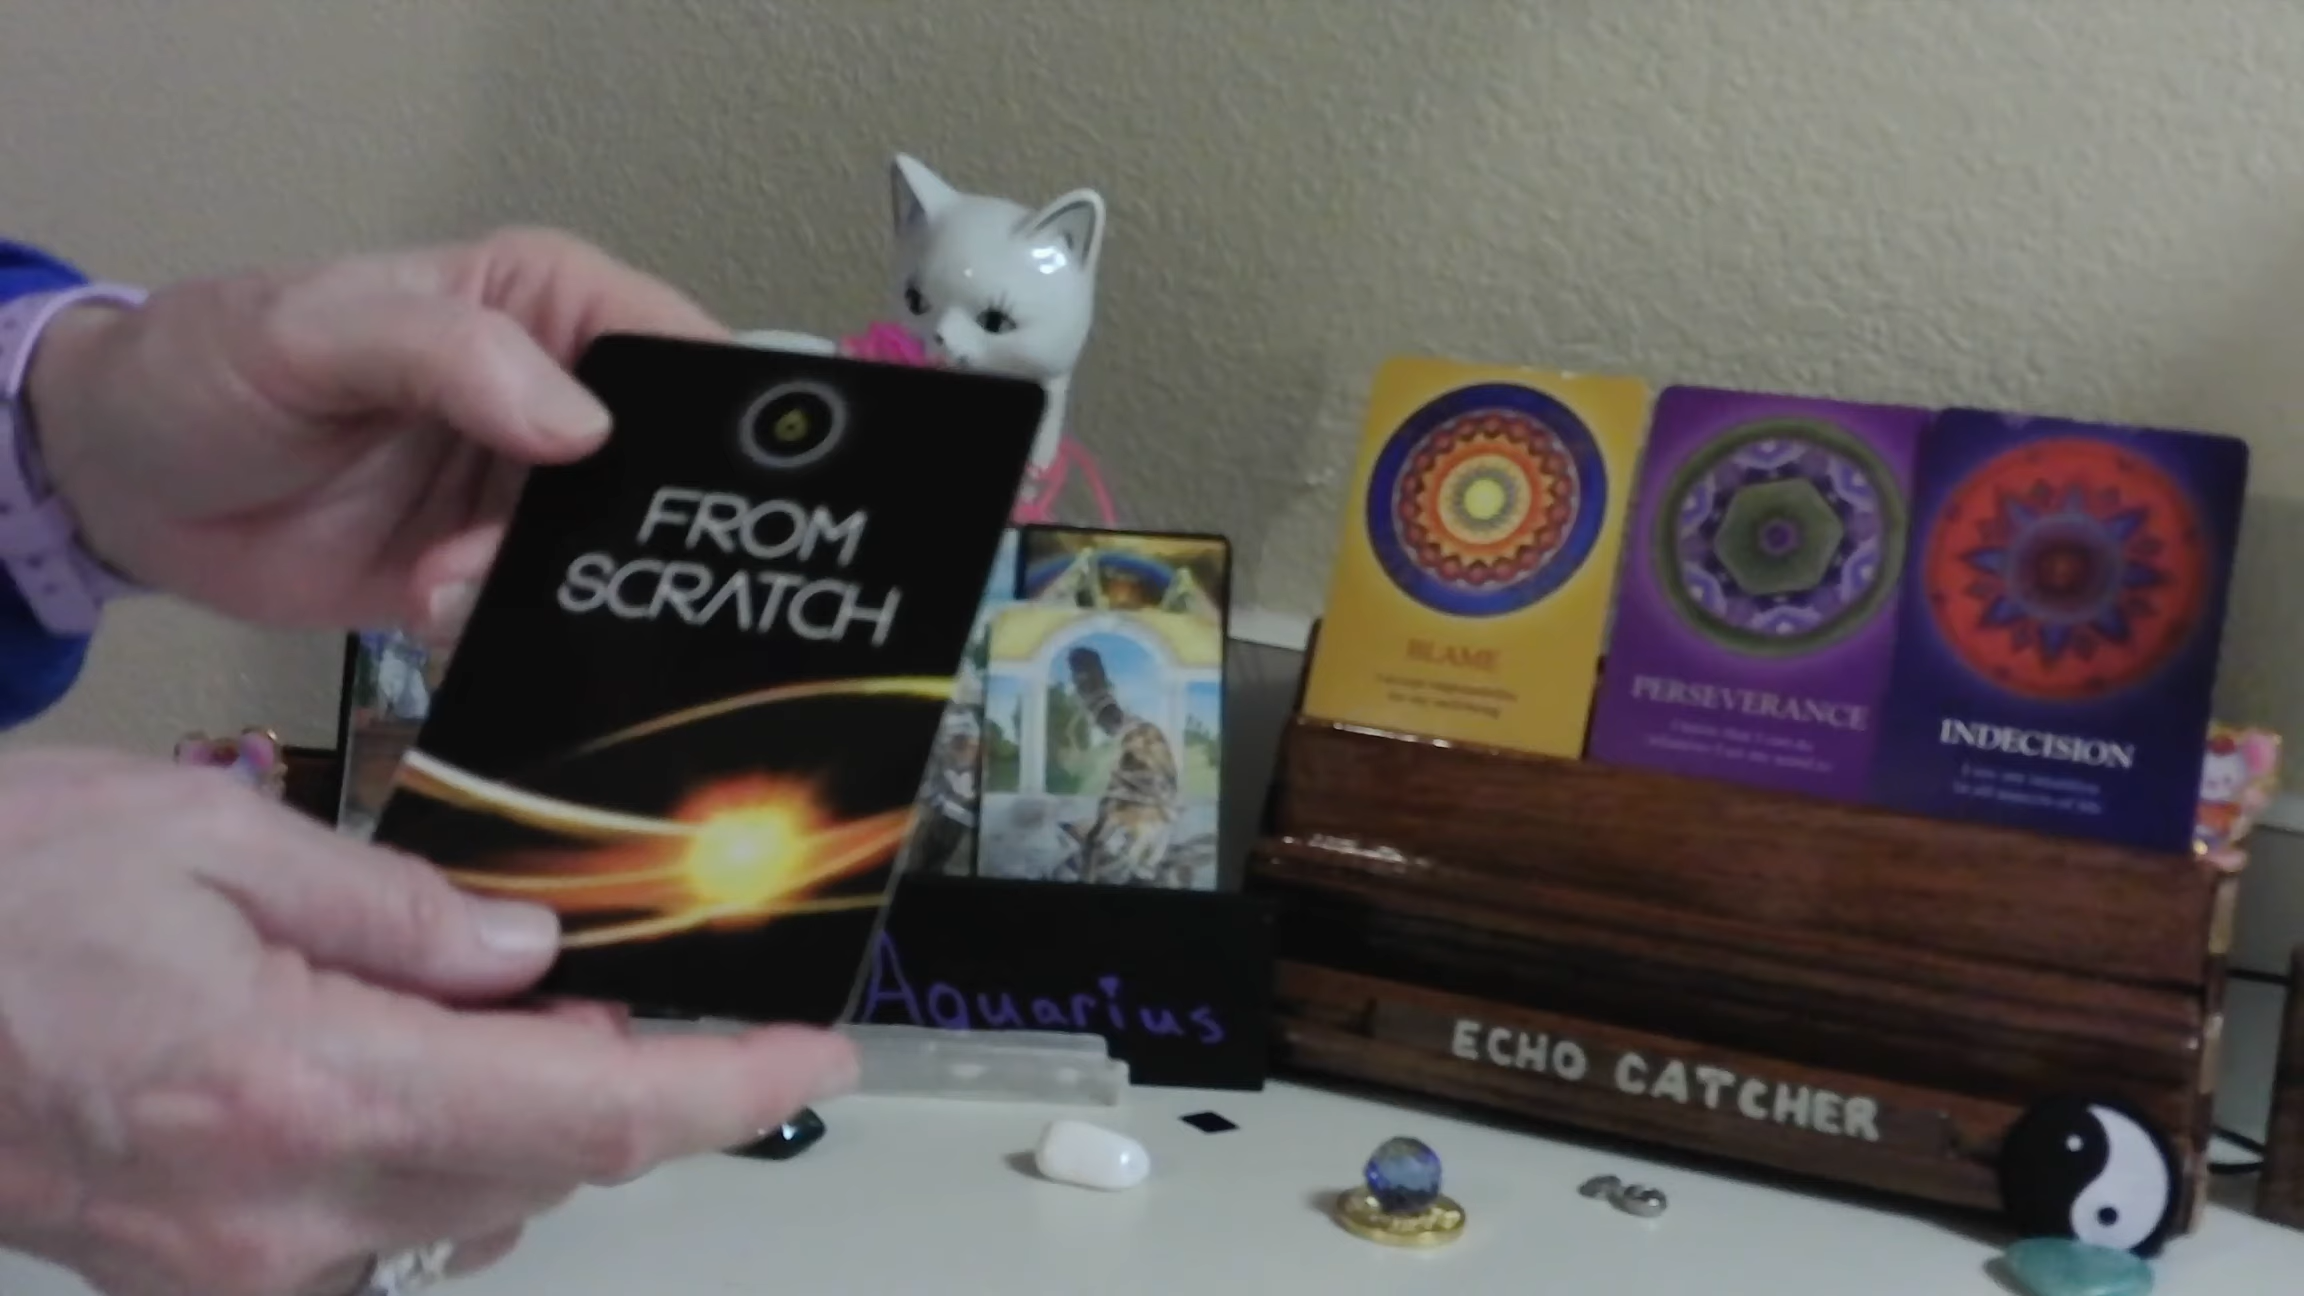 FROM
SCRATCH
BLAME
PERSEVERANCE
INDECISION
Aquarius
ECHO CATCHER